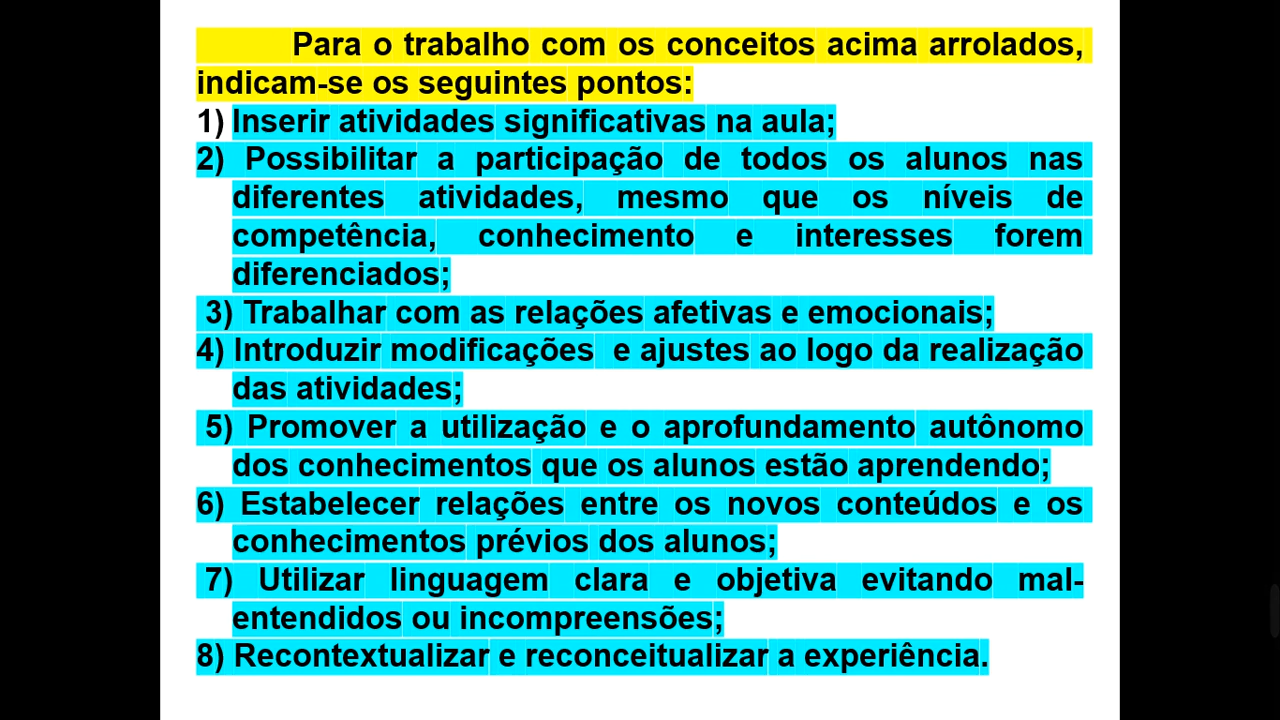 Para o trabalho com os conceitos acima arrolados,
indicam-se os seguintes pontos:
1) Inserir atividades significativas na aula;
2) Possibilitar a participação de todos os alunos nas
diferentes atividades, mesmo que os níveis de
competência, conhecimento e interesses forem
diferenciados;
3) Trabalhar com as relações afetivas e emocionais;
4) Introduzir modificações e ajustes ao logo da realização
das atividades;
5) Promover a utilização e o aprofundamento autônomo
dos conhecimentos que os alunos estão aprendendo;
6) Estabelecer relações entre os novos conteúdos e os
conhecimentos prévios dos alunos;
7) Utilizar linguagem clara e objetiva evitando mal-
entendidos ou incompreensões;
8) Recontextualizar e reconceitualizar a experiência.